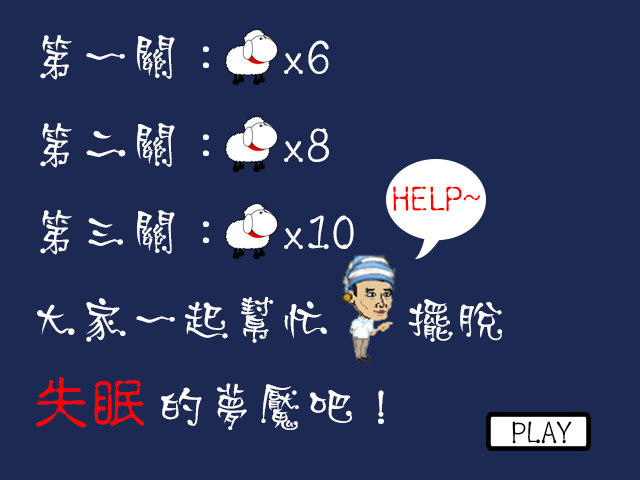 第一關：x6
第二關：x8
第三關：x10
HELP~
大家一起幫忙擺脫
失眠的夢魘吧！
PLAY